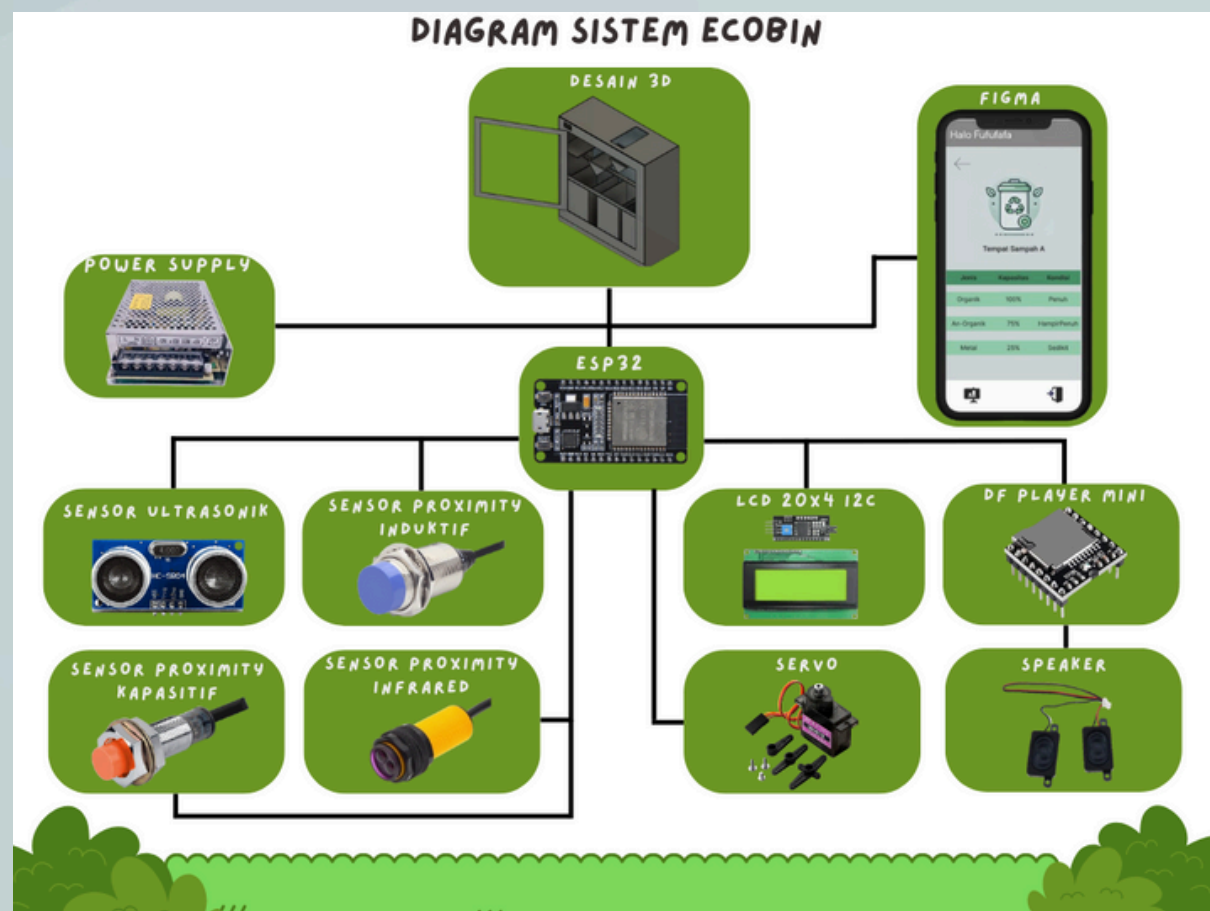 DIAGRAM SISTEM ECOBIN
DESAIN 3D
FIGMA
Halo Fufufafa
Tempat Sampah A
Jenis Kapasitas Kondisi
Organik 100% Penuh
An-Organik 75% HampirPenuh
Metal 25% Sedikit
POWER SUPPLY
ESP32
SENSOR ULTRASONIK
HC-SR04
SENSOR PROXIMITY
INDUKTIF
LCD 20X4 I2C
DF PLAYER MINI
SENSOR PROXIMITY
KAPASITIF
SENSOR PROXIMITY
INFRARED
SERVO
SPEAKER